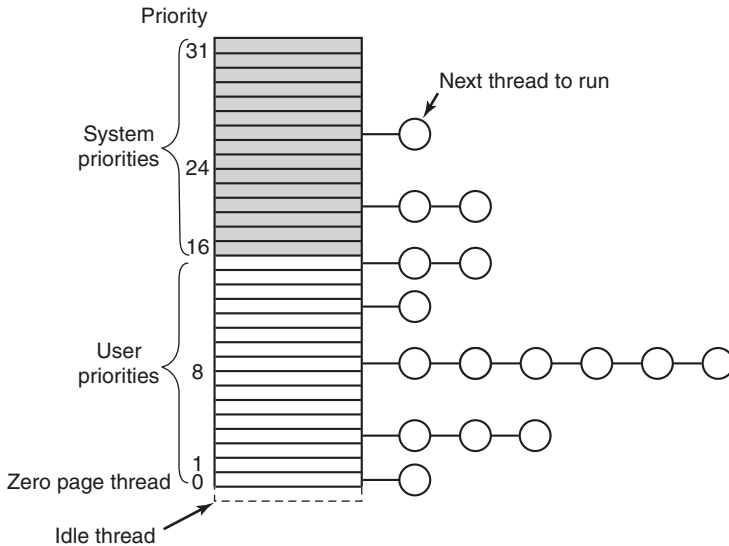 Priority
31
Next thread to run
System
priorities
24
16
User
priorities
8
1
Zero page thread 0
Idle thread